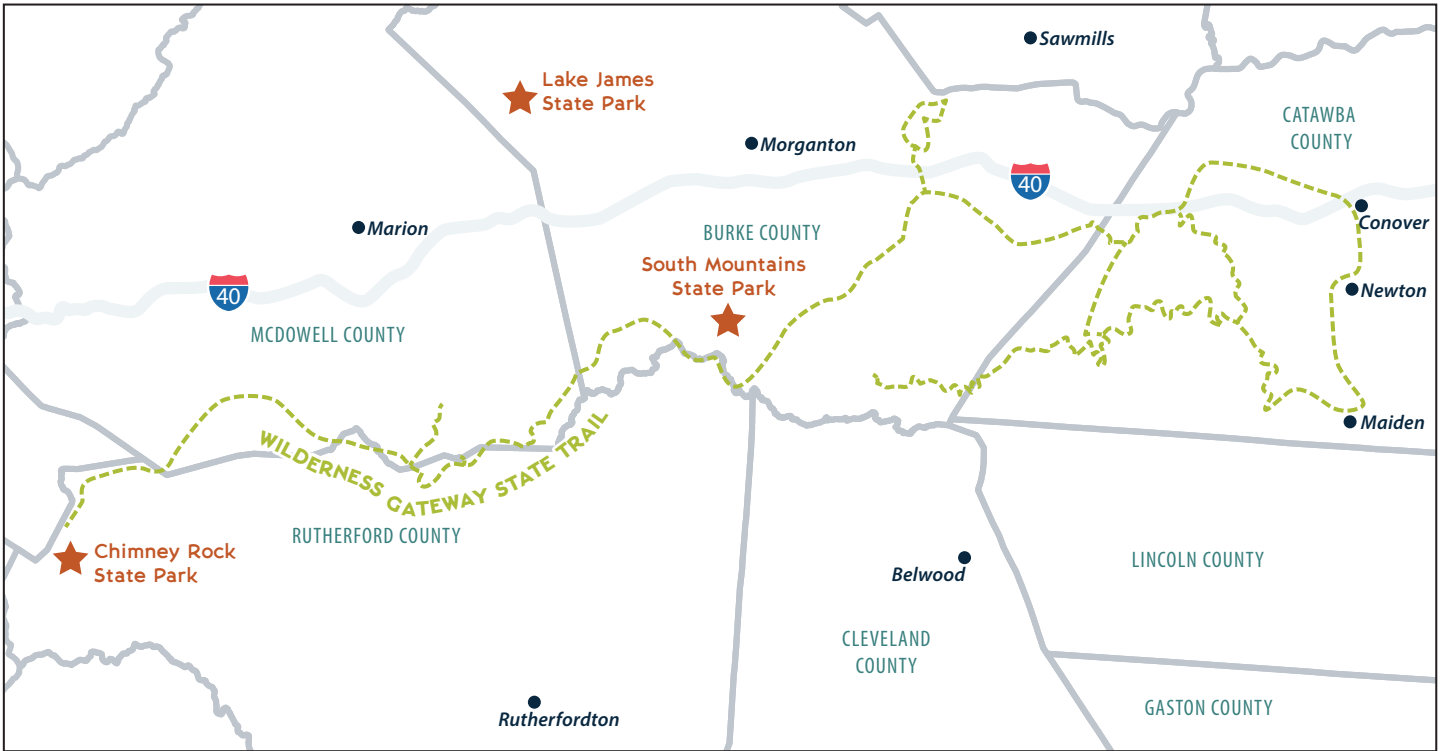 Sawmills
Lake James
State Park
CATAWBA
COUNTY
Morganton
40
Marion
Conover
BURKE COUNTY
South Mountains
State Park
40
Newton
MCDOWELL COUNTY
Maiden
WILDERNESS GATEWAY STATE TRAIL
RUTHERFORD COUNTY
Chimney Rock
State Park
LINCOLN COUNTY
Belwood
CLEVELAND
COUNTY
GASTON COUNTY
Rutherfordton